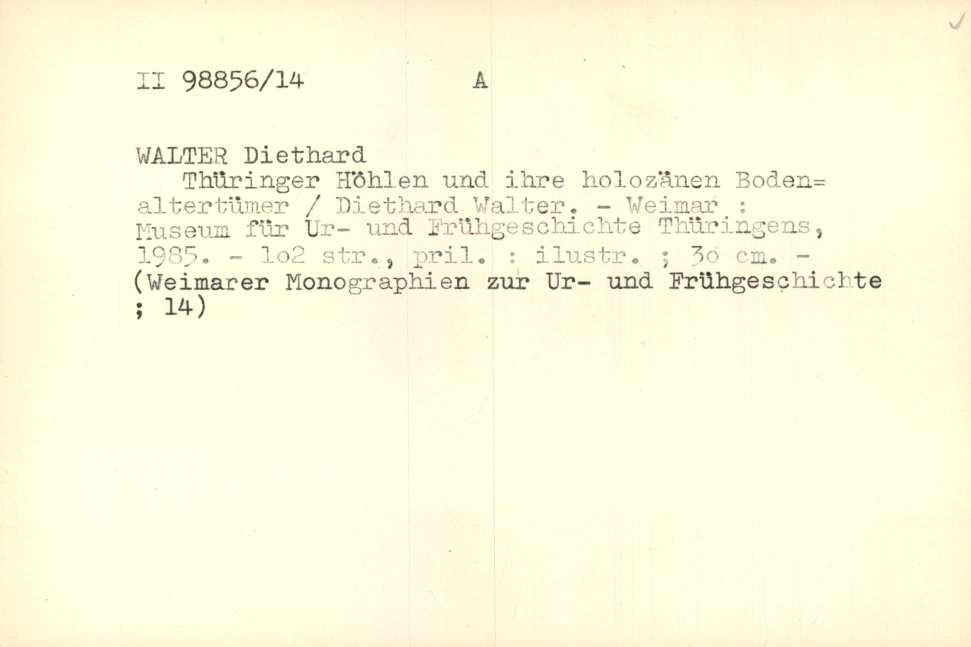 II 98856/14 A
WALTER Diethard
Thüringer Höhlen und ihre holozänen Boden=
altertümer / Diethard Walter. - Weimar :
Museum für Ur- und Frühgeschichte Thüringens,
1985. - lo2 str., pril. : ilustr. ; 3o cm. -
(Weimarer Monographien zur Ur- und Frühgeschichte
; 14)